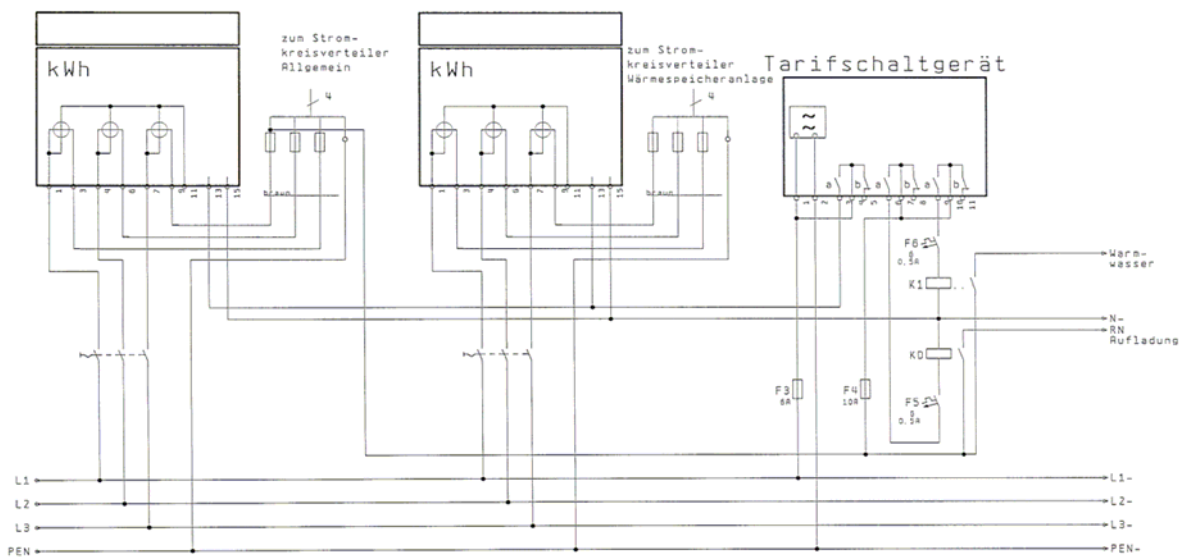 kWh
zum Strom-
kreisverteiler
Allgemein
4
kWh
zum Strom-
kreisverteiler
Wärmespeicheranlage
4
Tarifschaltgerät
~
~
a b a b a b
1 3 4 6 7 9 11 13 15
braun
1 3 4 6 7 9 11 13 15
braun
1 2 3 4 5 6 7 8 9 10 11
F6
0,5A
Warm-
wasser
K1
N-
RN
Aufladung
K0
F3
6A
F4
10A
F5
0,5A
L1 L1-
L2 L2-
L3 L3-
PEN PEN-